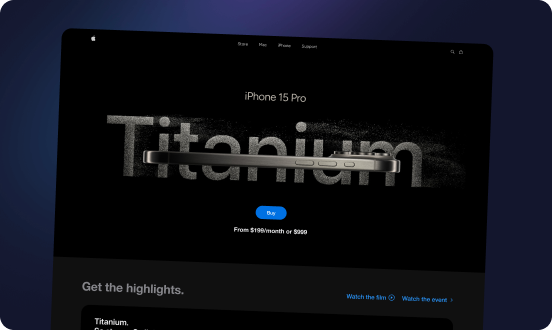 Store Mac iPhone Support
iPhone 15 Pro
Titanium
Buy
From $199/month or $999
Get the highlights.
Watch the film Watch the event
Titanium.